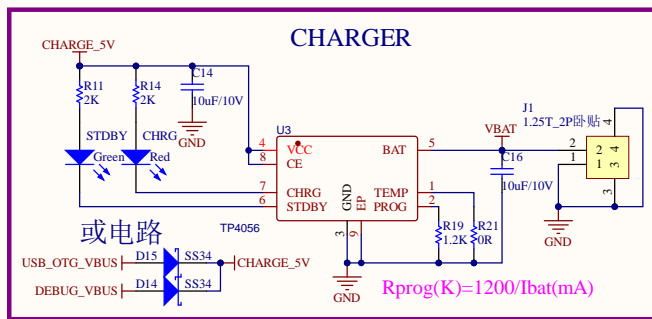 CHARGER
CHARGE_5V
R11
2K
R14
2K
C14
10uF/10V
GND
STDBY
Green
CHRG
Red
U3
4
VCC
8
CE
7
CHRG
6
STDBY
BAT
5
TEMP
1
PROG
2
GND
3
EP
9
TP4056
VBAT
C16
10uF/10V
R19
1.2K
R21
0R
GND
J1
1.25T_2P卧贴
4
2
1
2 4
1 3
3
GND
或电路
USB_OTG_VBUS
D15
SS34
CHARGE_5V
DEBUG_VBUS
D14
SS34
Rprog(K)=1200/Ibat(mA)